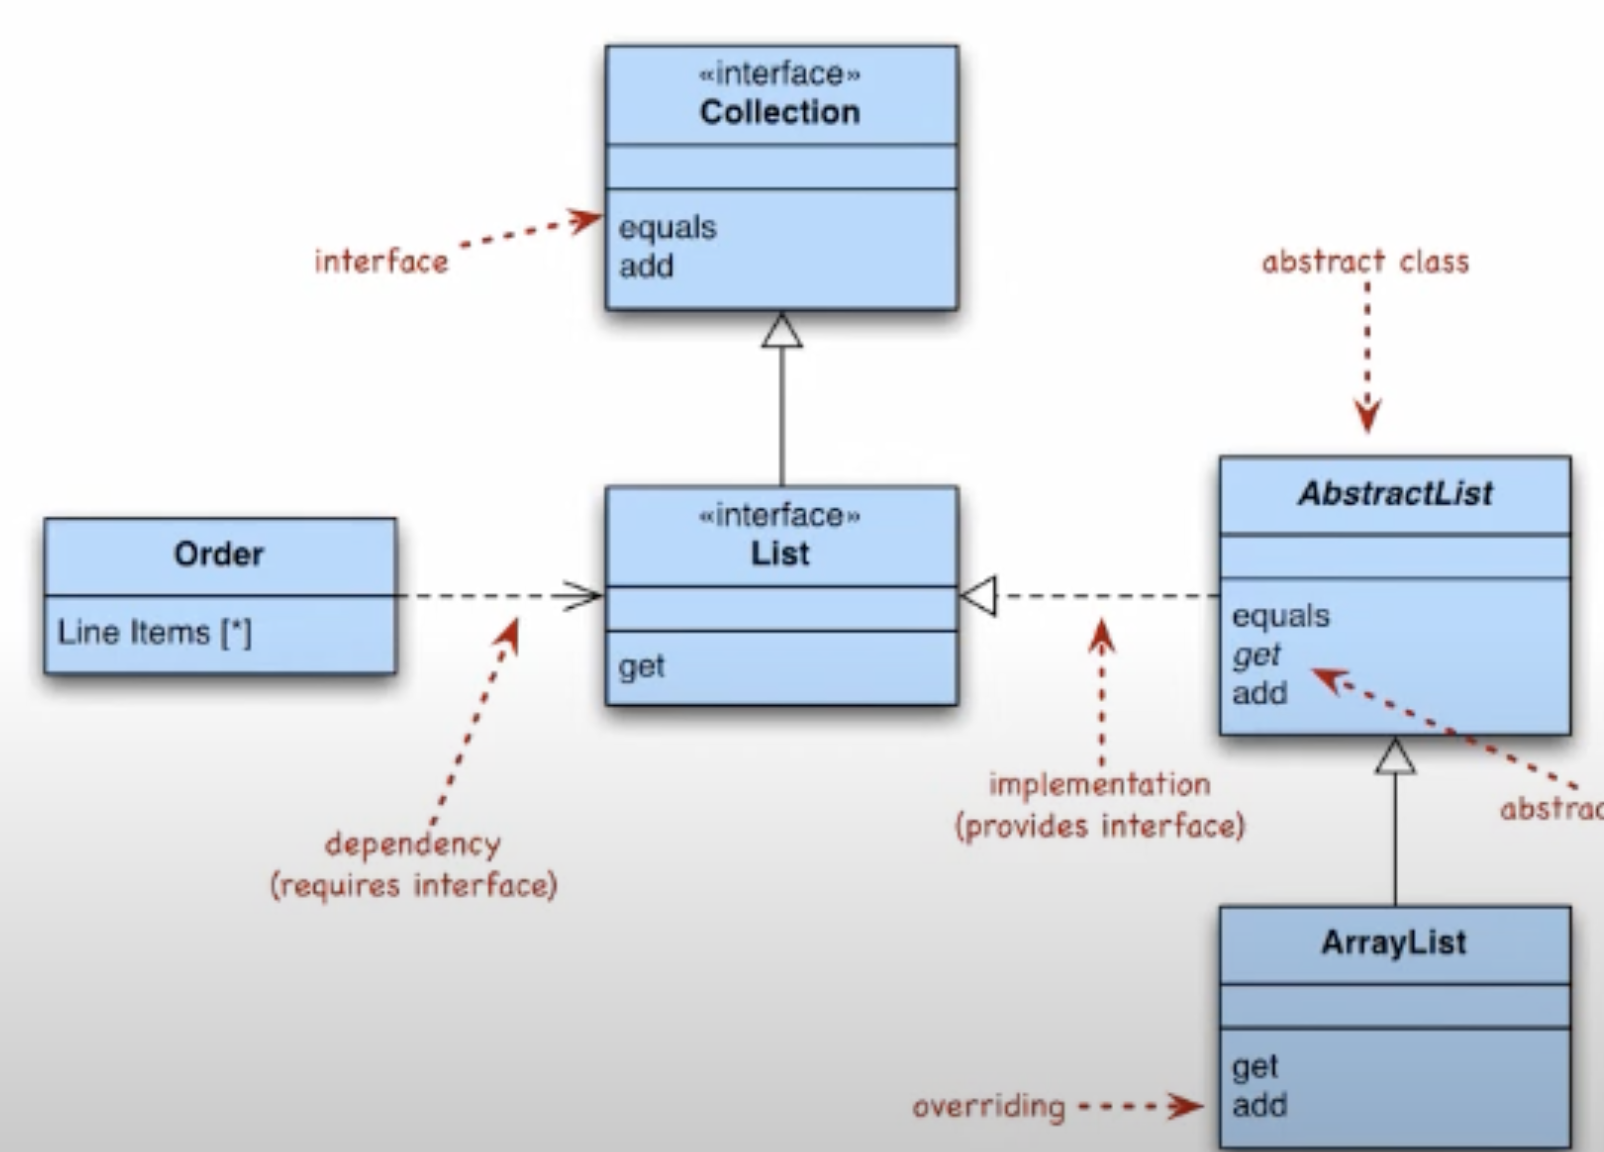 «interface»
Collection
equals
add
interface
abstract class
Order
Line Items [*]
«interface»
List
get
AbstractList
equals
get
add
dependency
(requires interface)
implementation
(provides interface)
abstrac
ArrayList
get
add
overriding